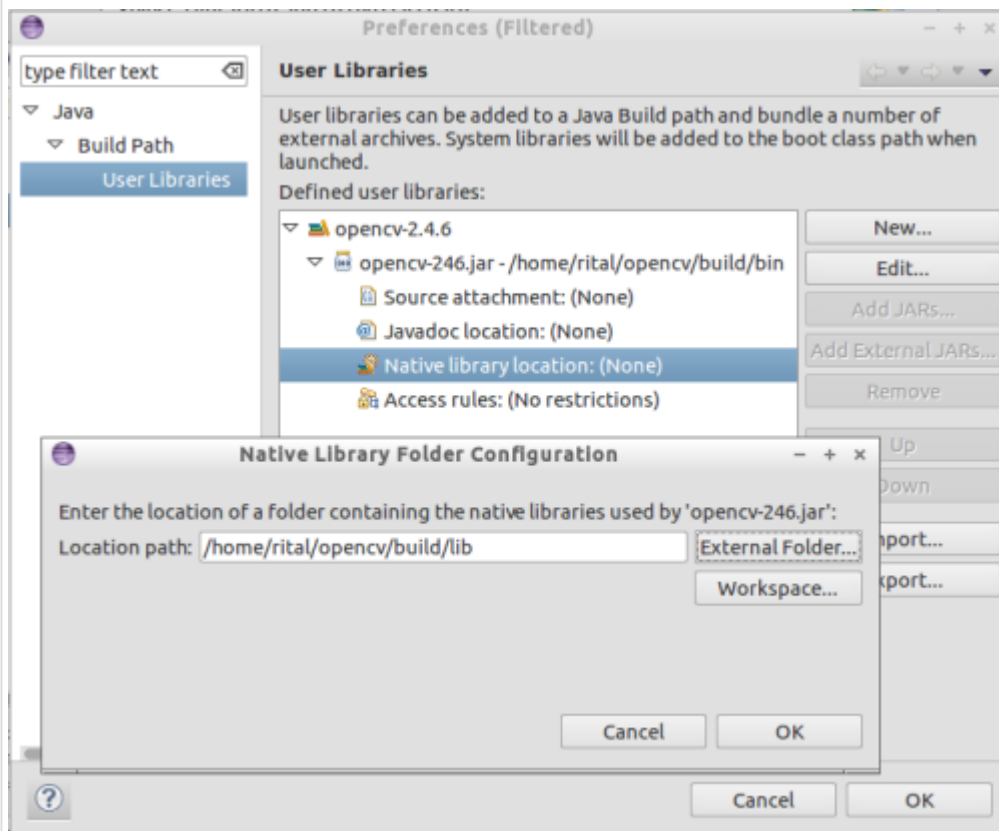 Preferences (Filtered)
type filter text
Java
Build Path
User Libraries
User Libraries
User libraries can be added to a Java Build path and bundle a number of
external archives. System libraries will be added to the boot class path when
launched.
Defined user libraries:
opencv-2.4.6
opencv-246.jar - /home/rital/opencv/build/bin
Source attachment: (None)
Javadoc location: (None)
Native library location: (None)
Access rules: (No restrictions)
New...
Edit...
Add JARs...
Add External JARs...
Remove
Up
Down
Native Library Folder Configuration
Enter the location of a folder containing the native libraries used by 'opencv-246.jar':
Location path: /home/rital/opencv/build/lib
External Folder...
Workspace...
Cancel
OK
Cancel
OK